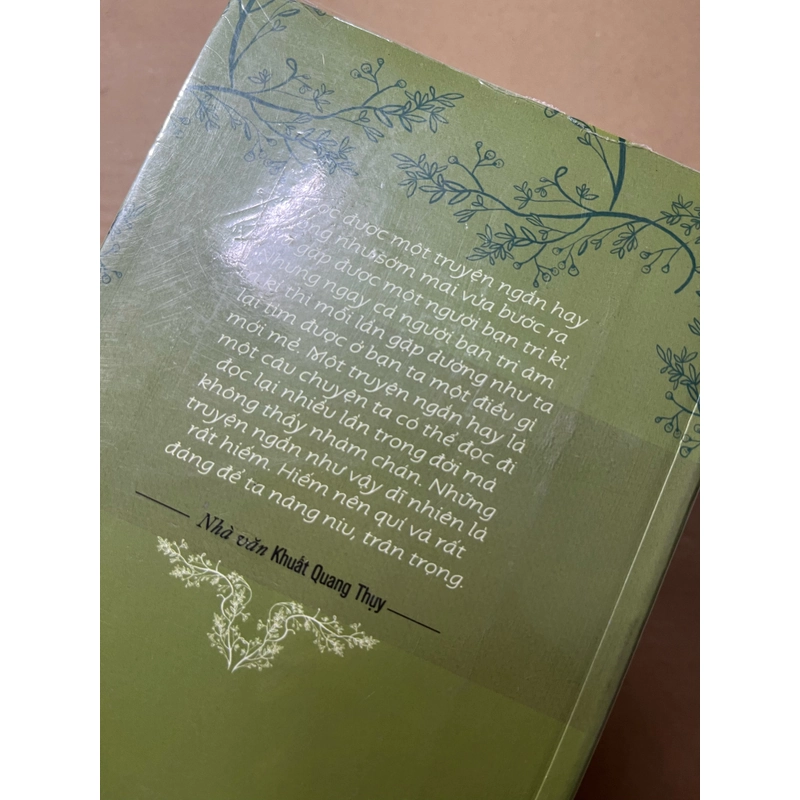 được một truyện ngắn hay
như sớm mai vừa bước ra
gặp được một người bạn tri kỉ.
Nhưng ngay cả người bạn tri âm
kỉ thì mỗi lần gặp dường như ta
lại tìm được ở bạn ta một điều gì
mới mẻ. Một truyện ngắn hay là
một câu chuyện ta có thể đọc đi
đọc lại nhiều lần trong đời mà
không thấy nhàm chán. Những
truyện ngắn như vậy dĩ nhiên là
rất hiếm. Hiếm nên quí và rất
đáng để ta nâng niu, trân trọng.
Nhà văn Khuất Quang Thụy